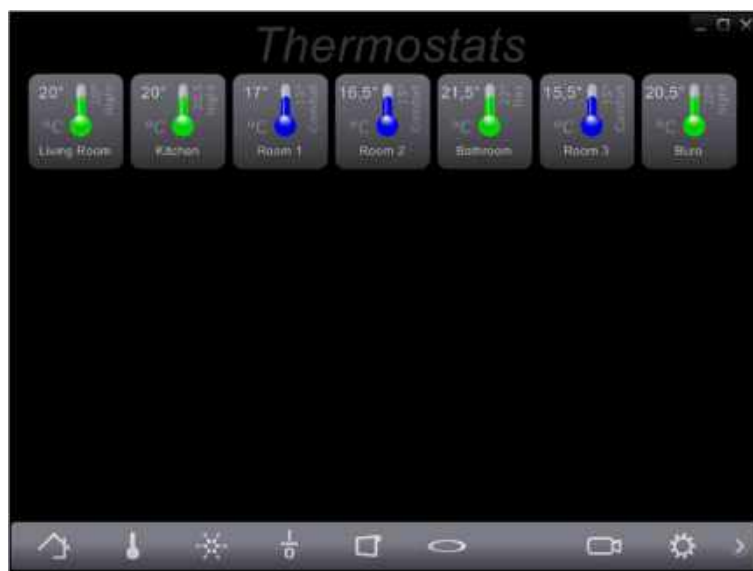 Thermostats
20° 20° 17° 16,5° 21,5° 15,5° 20,5°
°C °C °C °C °C °C °C
Living Room Kitchen Room 1 Room 2 Bathroom Room 3 Buro